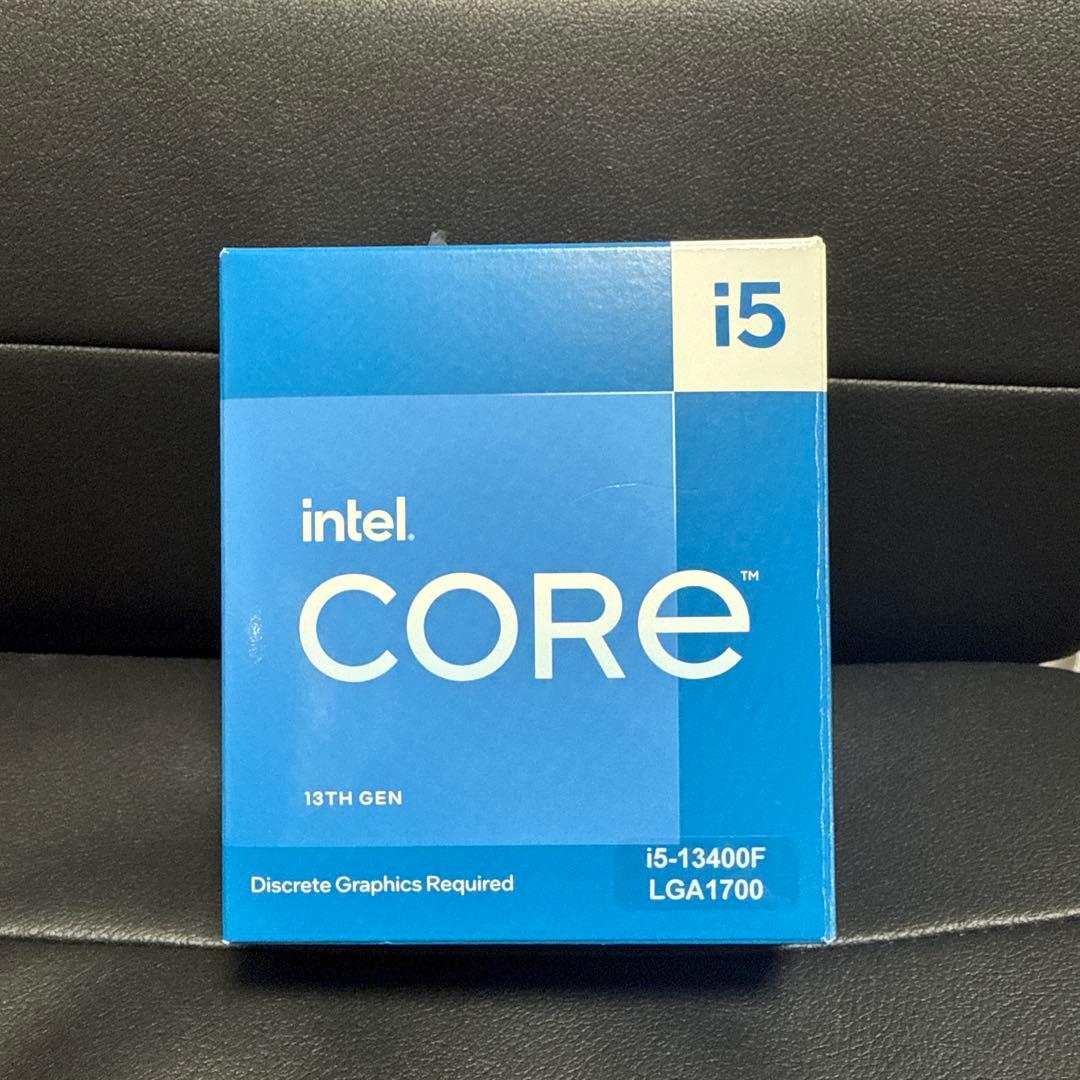 i5
intel.
CORE™
13TH GEN
Discrete Graphics Required
i5-13400F
LGA1700